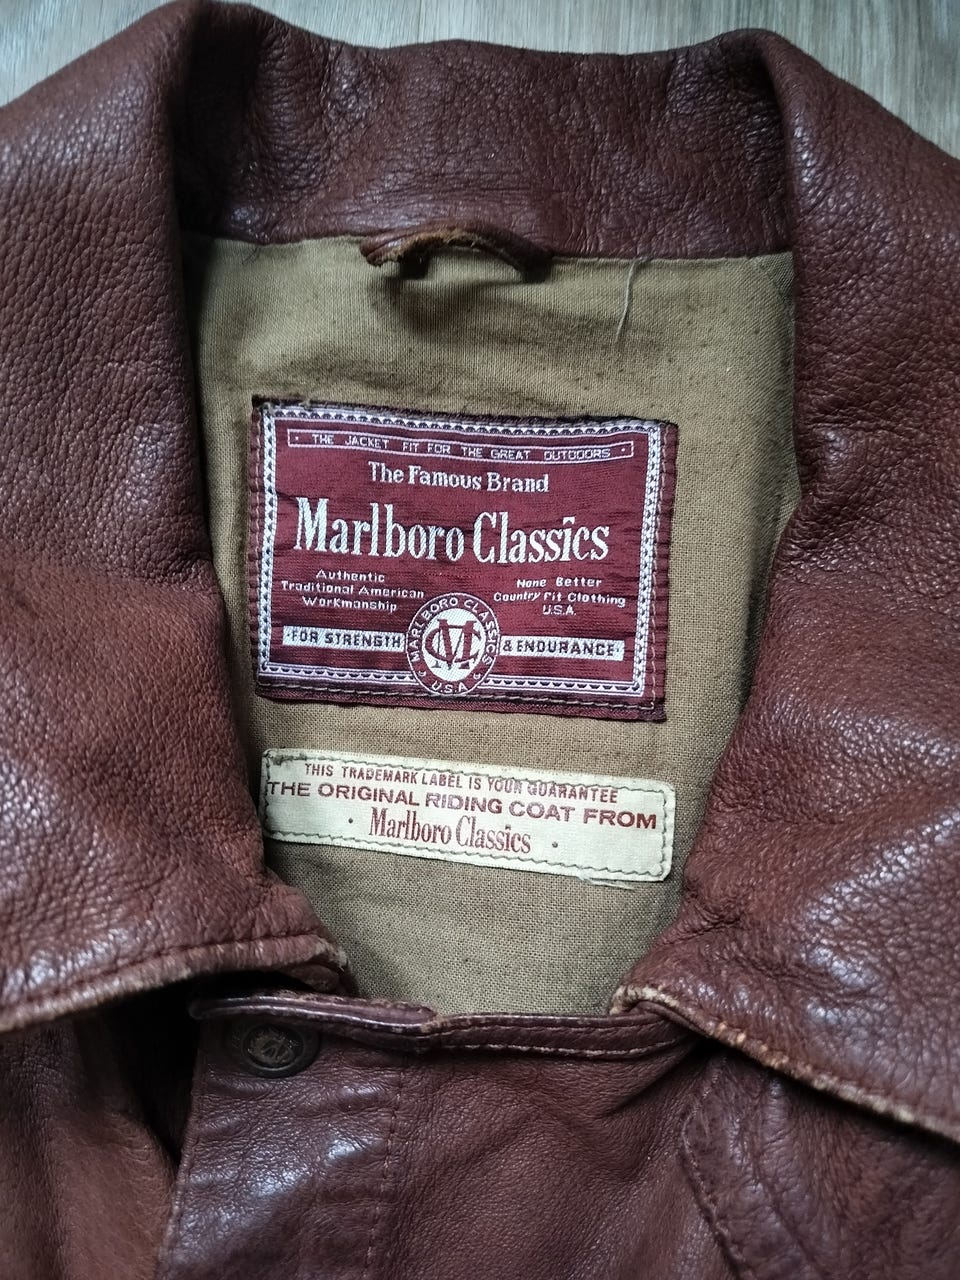 · THE JACKET FIT FOR THE GREAT OUTDOORS ·
The Famous Brand
Marlboro Classics
Authentic
Traditional American
Workmanship
None Better
Country Fit Clothing
U.S.A.
·FOR STRENGTH
& ENDURANCE·
MARLBORO CLASSICS
MC
U.S.A
THIS TRADEMARK LABEL IS YOUR GUARANTEE
THE ORIGINAL RIDING COAT FROM
· Marlboro Classics ·